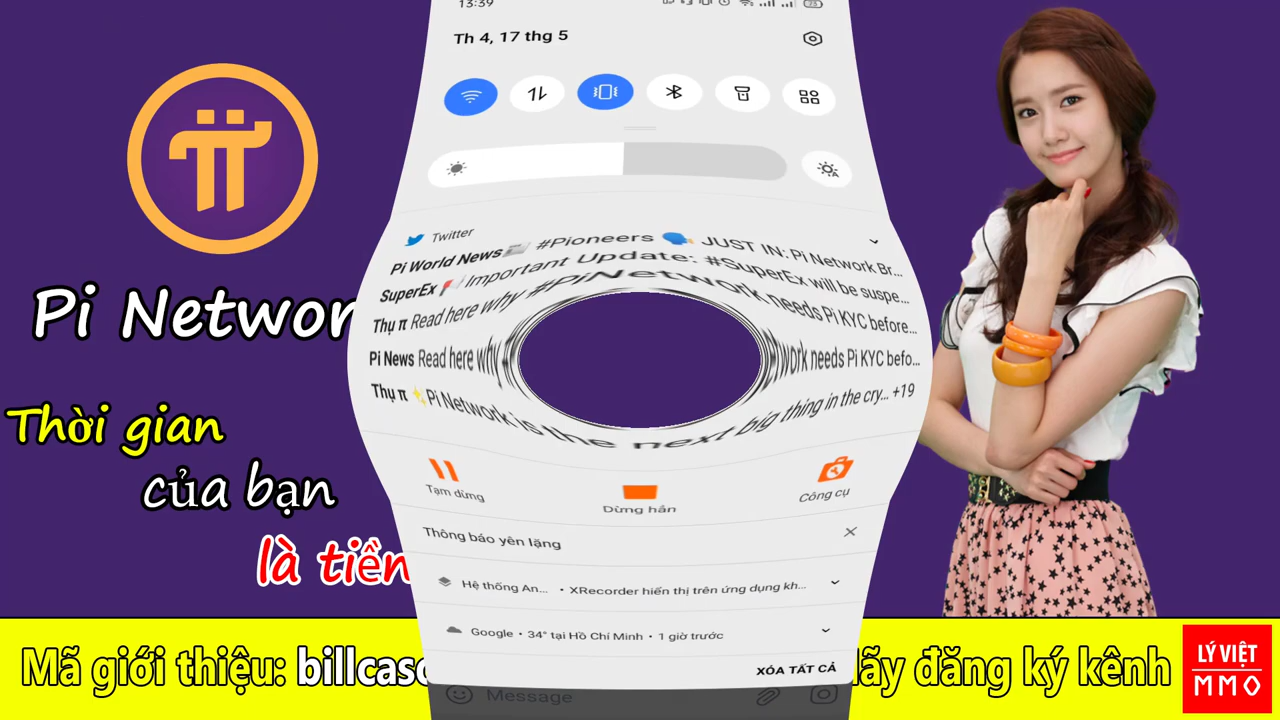 13:39
Th 4, 17 thg 5
Twitter
Pi World News #Pioneers JUST IN: Pi Network Br...
SuperEx Important Update: #SuperEx will be suspe...
Thụ π Read here why #PiNetwork needs Pi KYC before...
Pi News Read here why work needs Pi KYC befo...
Thụ π ✨Pi Network is the next big thing in the cry... +19
Tạm dừng
Dừng hẳn
Công cụ
Thông báo yên lặng
Hệ thống An... • XRecorder hiển thị trên ứng dụng kh...
Google • 34° tại Hồ Chí Minh • 1 giờ trước
XÓA TẤT CẢ
Message
Pi Networ
Thời gian
của bạn
là tiền
Mã giới thiệu: billcaso
ãy đăng ký kênh
LÝ VIỆT
MMO